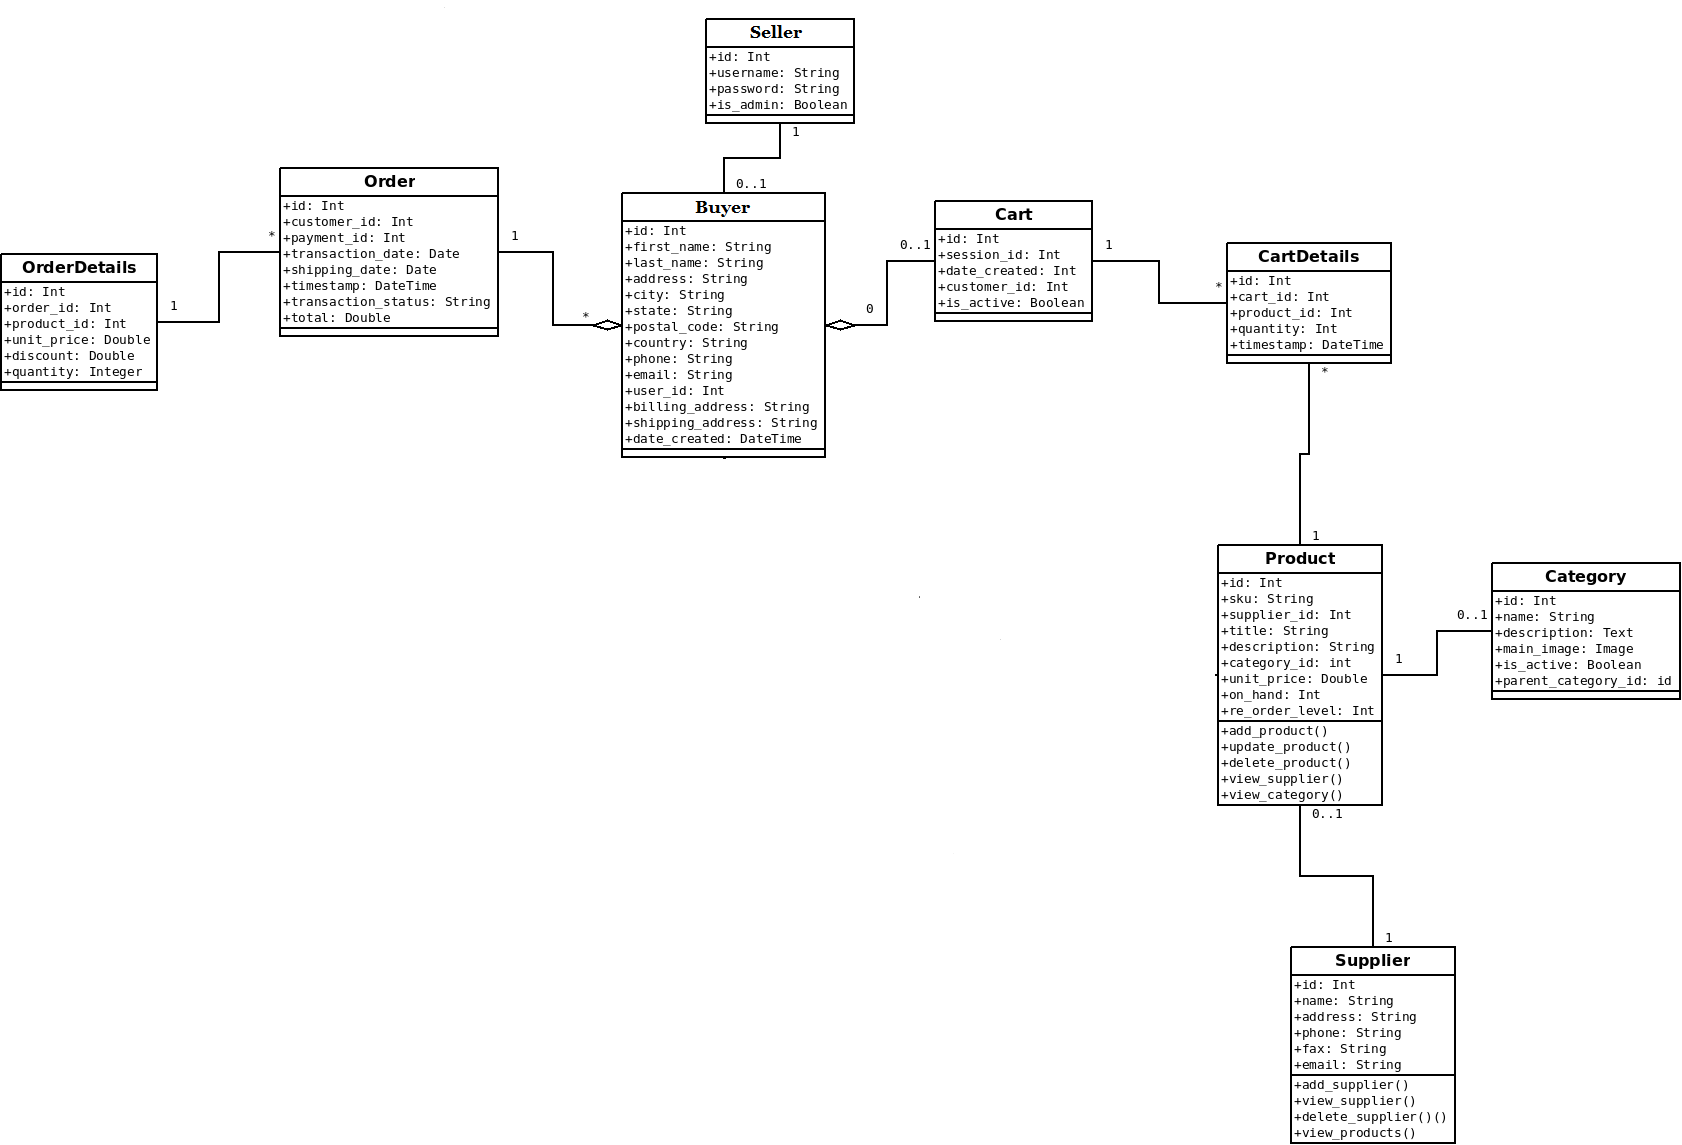 Seller
+id: Int
+username: String
+password: String
+is_admin: Boolean
1
0..1
Order
+id: Int
+customer_id: Int
+payment_id: Int
+transaction_date: Date
+shipping_date: Date
+timestamp: DateTime
+transaction_status: String
+total: Double
*
1
OrderDetails
+id: Int
+order_id: Int
+product_id: Int
+unit_price: Double
+discount: Double
+quantity: Integer
1
*
Buyer
+id: Int
+first_name: String
+last_name: String
+address: String
+city: String
+state: String
+postal_code: String
+country: String
+phone: String
+email: String
+user_id: Int
+billing_address: String
+shipping_address: String
+date_created: DateTime
0
0..1
Cart
+id: Int
+session_id: Int
+date_created: Int
+customer_id: Int
+is_active: Boolean
1
*
CartDetails
+id: Int
+cart_id: Int
+product_id: Int
+quantity: Int
+timestamp: DateTime
*
1
Product
+id: Int
+sku: String
+supplier_id: Int
+title: String
+description: String
+category_id: int
+unit_price: Double
+on_hand: Int
+re_order_level: Int
+add_product()
+update_product()
+delete_product()
+view_supplier()
+view_category()
1
0..1
Category
+id: Int
+name: String
+description: Text
+main_image: Image
+is_active: Boolean
+parent_category_id: id
0..1
1
Supplier
+id: Int
+name: String
+address: String
+phone: String
+fax: String
+email: String
+add_supplier()
+view_supplier()
+delete_supplier()()
+view_products()